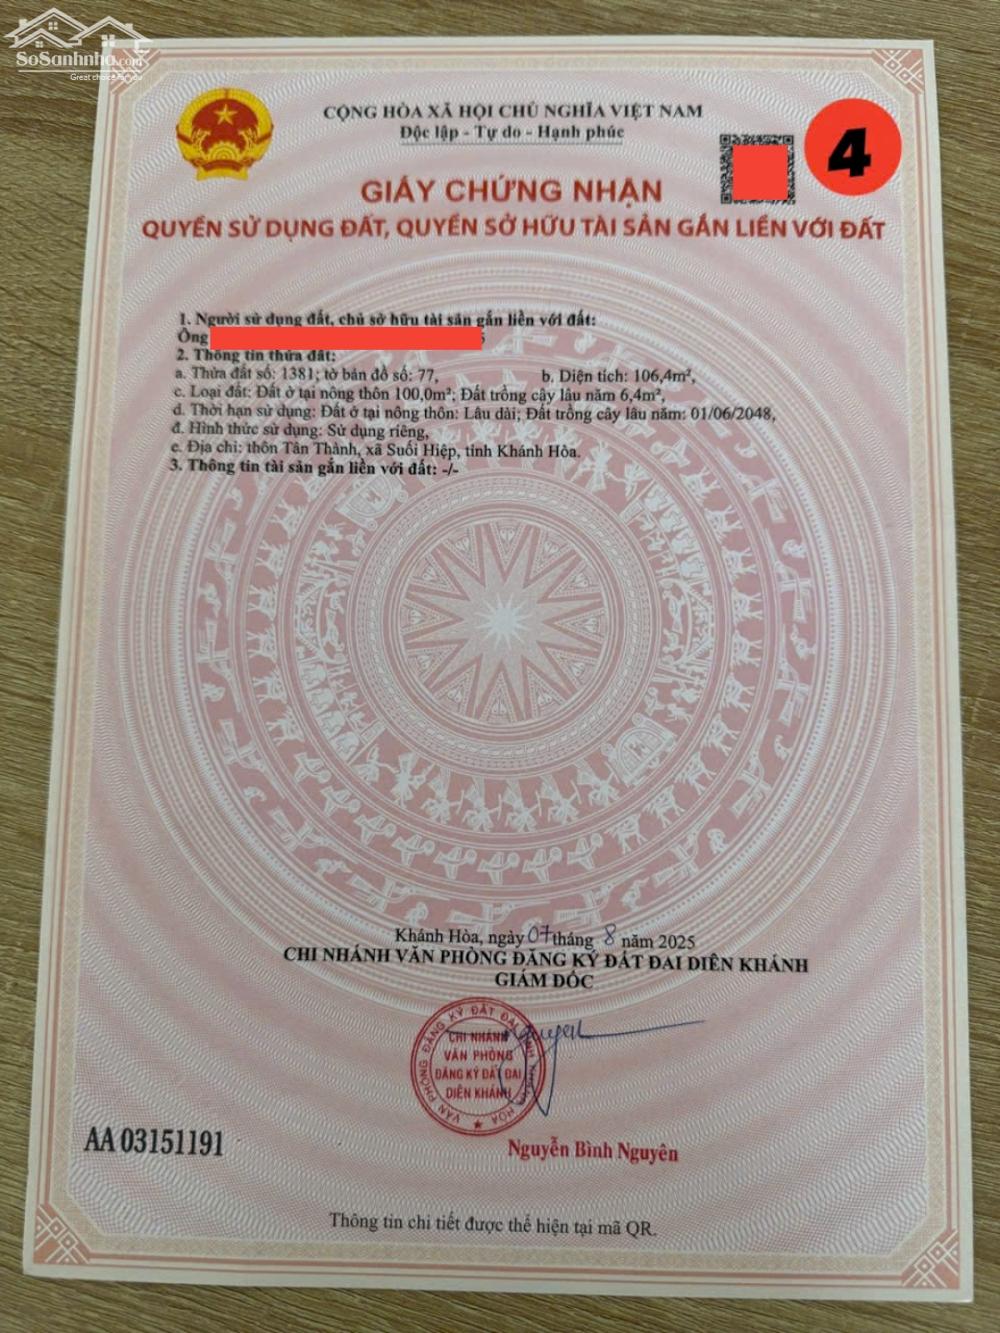 SoSanhnha.com
Great choice for you
CỘNG HÒA XÃ HỘI CHỦ NGHĨA VIỆT NAM
Độc lập - Tự do - Hạnh phúc
4
GIẤY CHỨNG NHẬN
QUYỀN SỬ DỤNG ĐẤT, QUYỀN SỞ HỮU TÀI SẢN GẮN LIỀN VỚI ĐẤT
1. Người sử dụng đất, chủ sở hữu tài sản gắn liền với đất:
Ông
2. Thông tin thửa đất:
a. Thửa đất số: 1381; tờ bản đồ số: 77, b. Diện tích: 106,4m²,
c. Loại đất: Đất ở tại nông thôn 100,0m²; Đất trồng cây lâu năm 6,4m²,
d. Thời hạn sử dụng: Đất ở tại nông thôn: Lâu dài; Đất trồng cây lâu năm: 01/06/2048,
đ. Hình thức sử dụng: Sử dụng riêng,
e. Địa chỉ: thôn Tân Thành, xã Suối Hiệp, tỉnh Khánh Hòa.
3. Thông tin tài sản gắn liền với đất: -/-
Khánh Hòa, ngày 07 tháng 8 năm 2025
CHI NHÁNH VĂN PHÒNG ĐĂNG KÝ ĐẤT ĐAI DIÊN KHÁNH
GIÁM ĐỐC
CHI NHÁNH
VĂN PHÒNG
ĐĂNG KÝ ĐẤT ĐAI
DIÊN KHÁNH
AA 03151191
Nguyễn Bình Nguyên
Thông tin chi tiết được thể hiện tại mã QR.